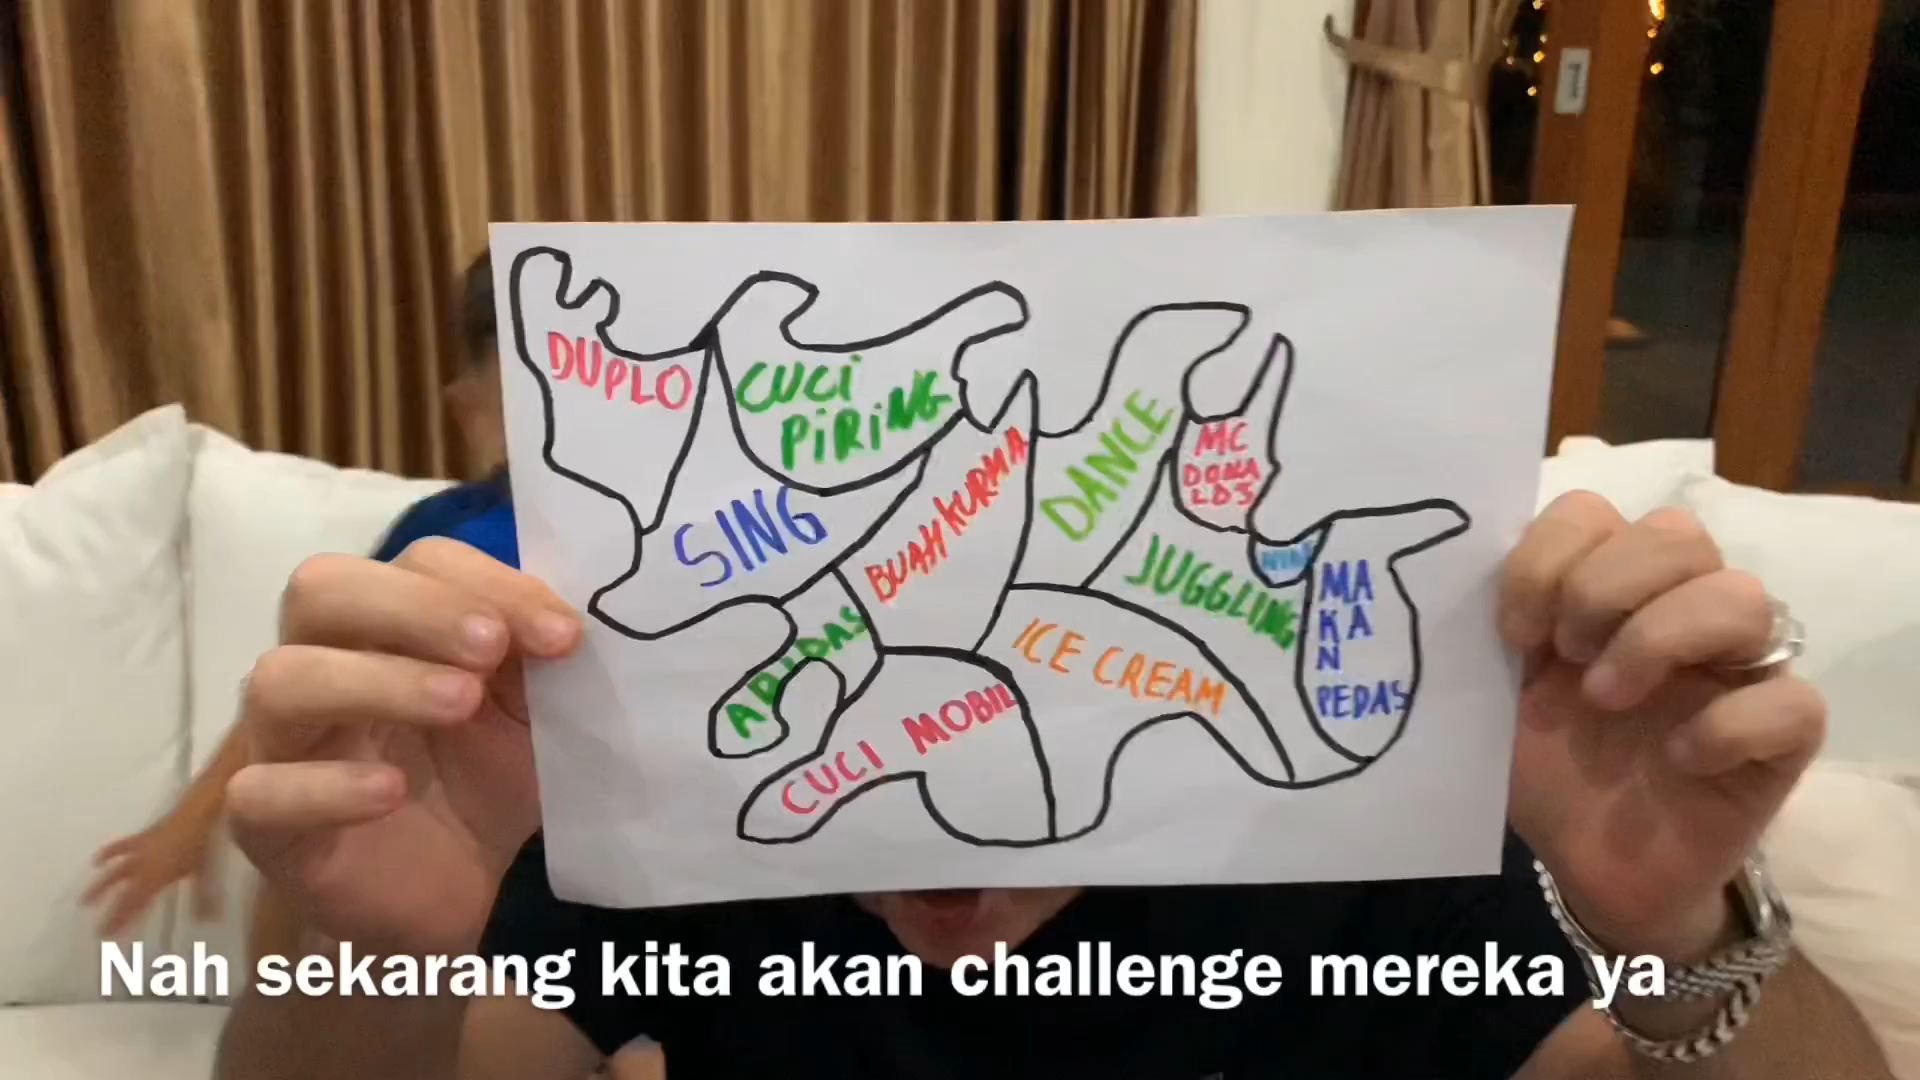 DUPLO
CUCi
PiRiNG
SING
BUAH KURMA
DANCE
MC
DONA
LDS
JUGGLING
MA
KA
N
PEDAS
ADIDAS
ICE CREAM
CUCI MOBIL
Nah sekarang kita akan challenge mereka ya